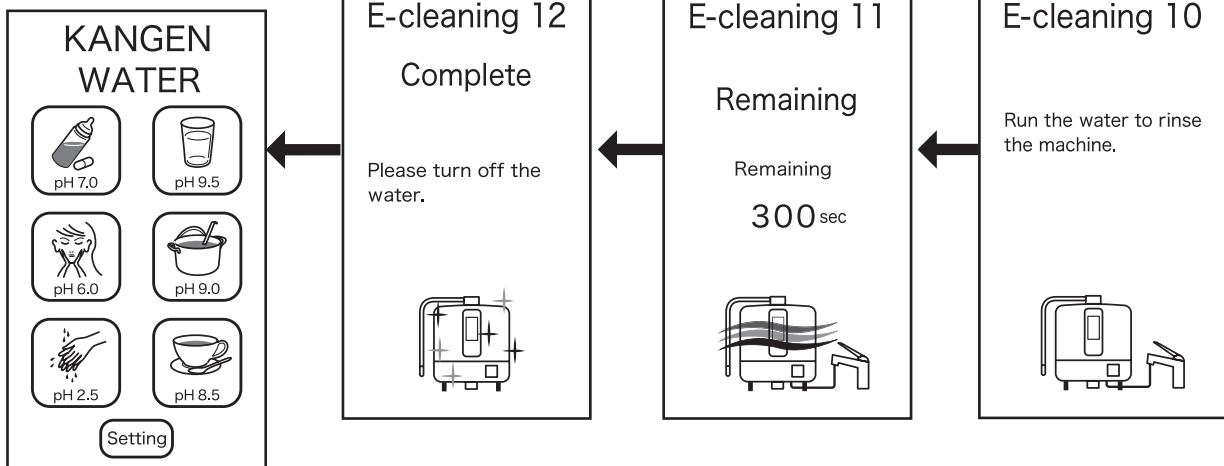 KANGEN
WATER
pH 7.0
pH 9.5
pH 6.0
pH 9.0
pH 2.5
pH 8.5
Setting
E-cleaning 12
Complete
Please turn off the
water.
E-cleaning 11
Remaining
Remaining
300 sec
E-cleaning 10
Run the water to rinse
the machine.